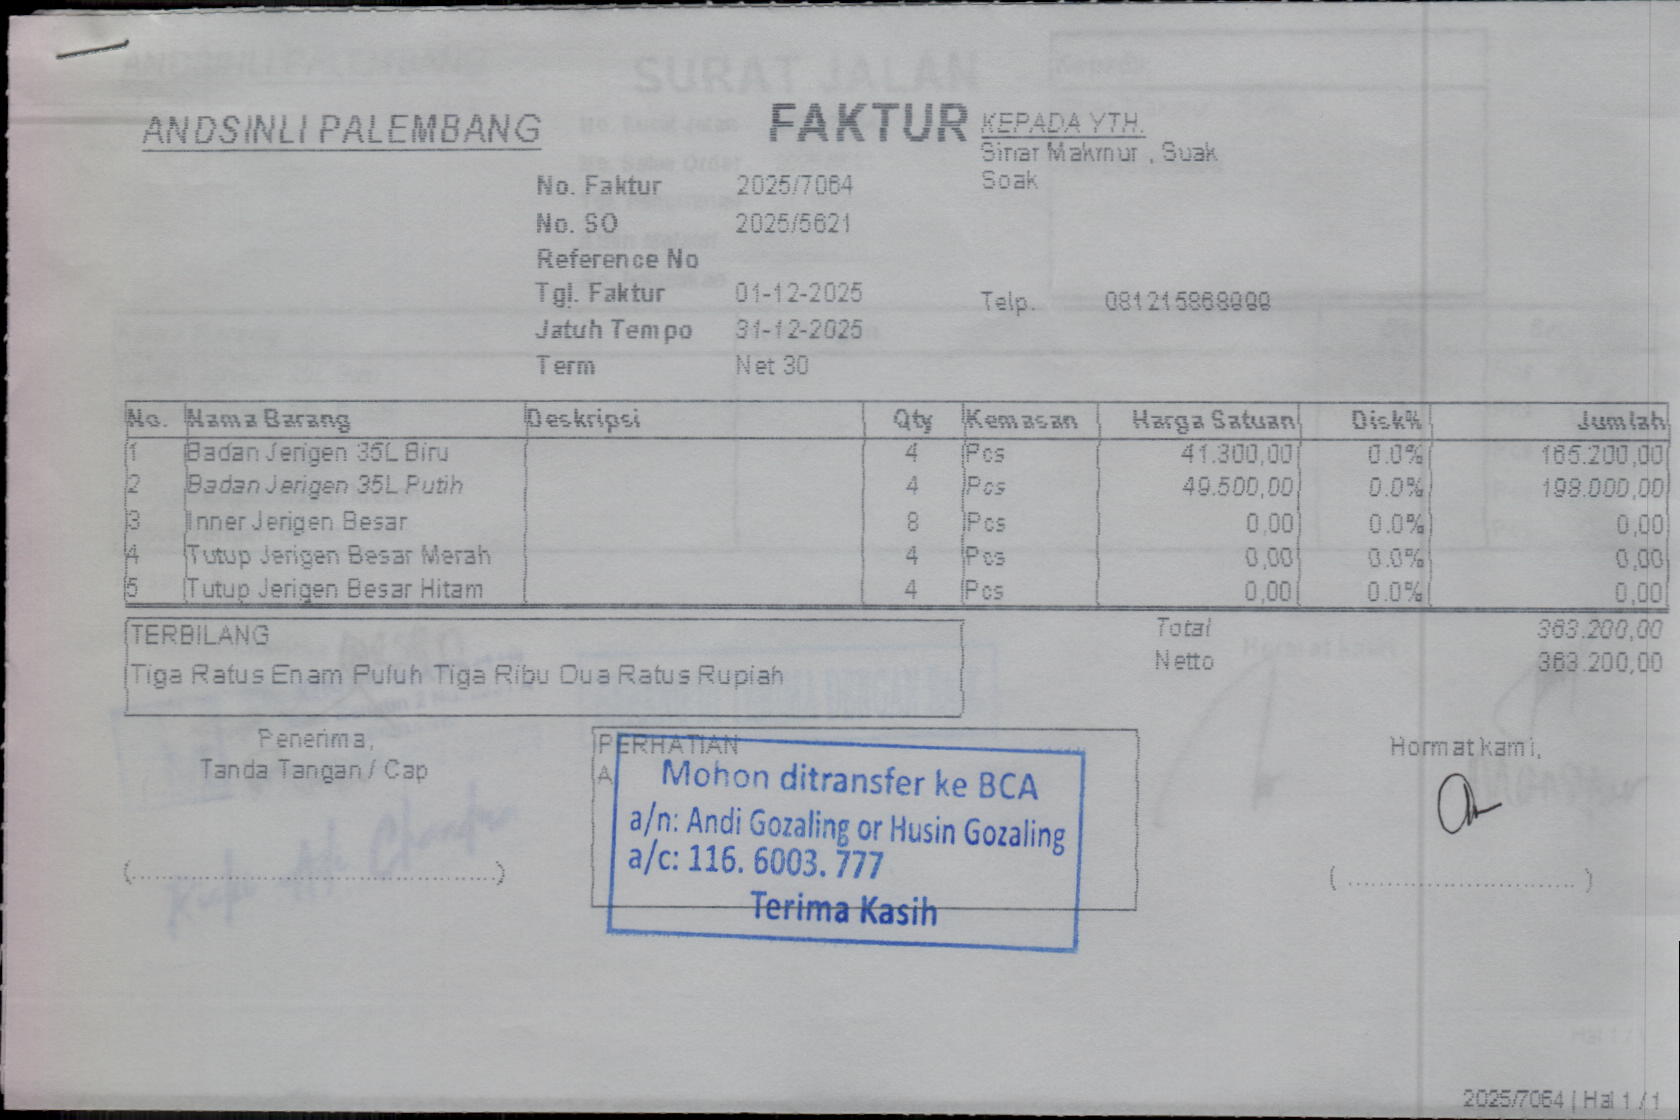 ANDSINLI PALEMBANG
FAKTUR
KEPADA YTH.
Sinar Makmur , Suak
Soak
No. Faktur 2025/7064
No. SO 2025/5621
Reference No
Tgl. Faktur 01-12-2025
Telp. 081215868999
Jatuh Tempo 31-12-2025
Term Net 30
No. Nama Barang Deskripsi Qty Kemasan Harga Satuan Disk% Jumlah
1 Badan Jerigen 35L Biru 4 Pcs 41.300,00 0.0% 165.200,00
2 Badan Jerigen 35L Putih 4 Pcs 49.500,00 0.0% 198.000,00
3 Inner Jerigen Besar 8 Pcs 0,00 0.0% 0,00
4 Tutup Jerigen Besar Merah 4 Pcs 0,00 0.0% 0,00
5 Tutup Jerigen Besar Hitam 4 Pcs 0,00 0.0% 0,00
TERBILANG
Tiga Ratus Enam Puluh Tiga Ribu Dua Ratus Rupiah
Total 363.200,00
Netto 363.200,00
Penerima,
Tanda Tangan / Cap
(...............................................)
PERHATIAN
A
Mohon ditransfer ke BCA
a/n: Andi Gozaling or Husin Gozaling
a/c: 116. 6003. 777
Terima Kasih
Hormat kami,
(..............................)
SURAT JALAN
2025/7064 | Hal 1 / 1